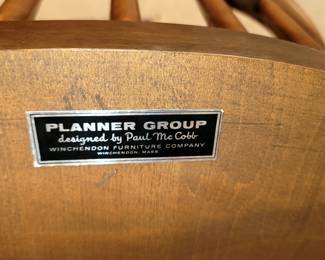 PLANNER GROUP
designed by Paul McCobb
WINCHENDON FURNITURE COMPANY
WINCHENDON, MASS.